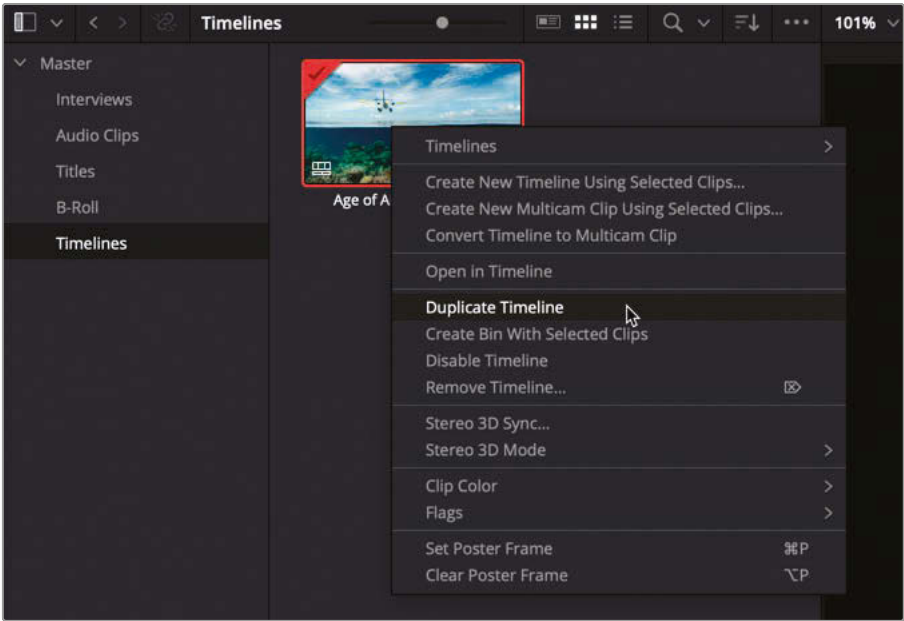 Timelines
101%
Master
Interviews
Audio Clips
Titles
B-Roll
Timelines
Age of A
Timelines
Create New Timeline Using Selected Clips...
Create New Multicam Clip Using Selected Clips...
Convert Timeline to Multicam Clip
Open in Timeline
Duplicate Timeline
Create Bin With Selected Clips
Disable Timeline
Remove Timeline...
Stereo 3D Sync...
Stereo 3D Mode
Clip Color
Flags
Set Poster Frame ⌘P
Clear Poster Frame ⌥P